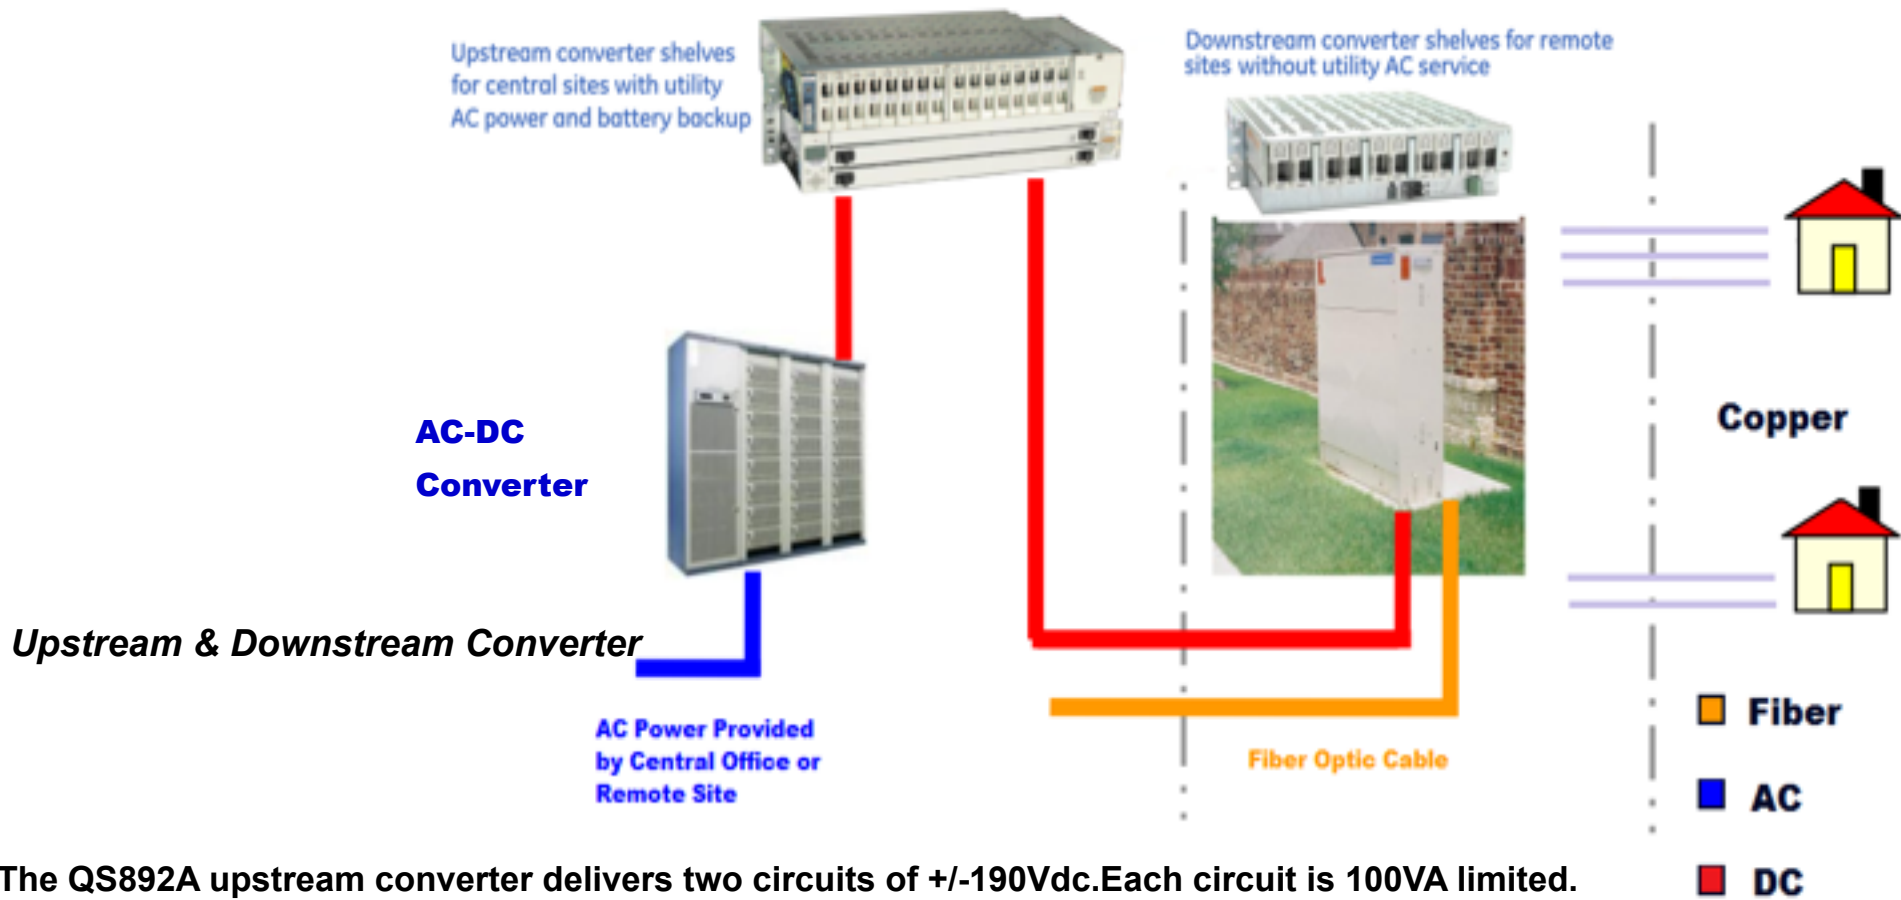 Upstream converter shelves
for central sites with utility
AC power and battery backup
Downstream converter shelves for remote
sites without utility AC service
AC-DC
Converter
Copper
Upstream & Downstream Converter
AC Power Provided
by Central Office or
Remote Site
Fiber Optic Cable
Fiber
AC
DC
The QS892A upstream converter delivers two circuits of +/-190Vdc.Each circuit is 100VA limited.